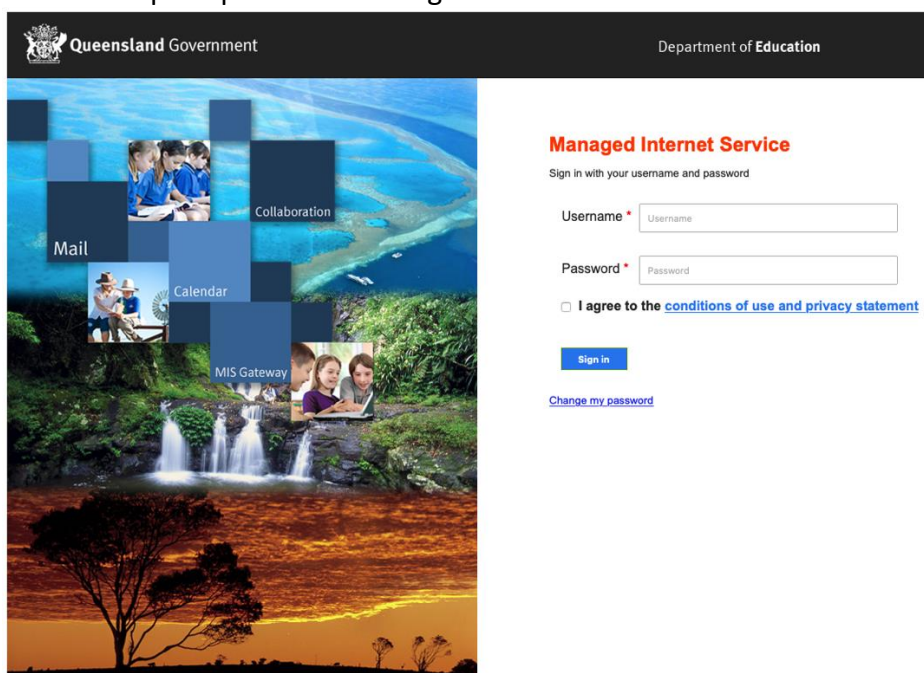 Queensland Government
Department of Education
Collaboration
Mail
Calendar
MIS Gateway
Managed Internet Service
Sign in with your username and password
Username * Username
Password * Password
I agree to the conditions of use and privacy statement
Sign in
Change my password